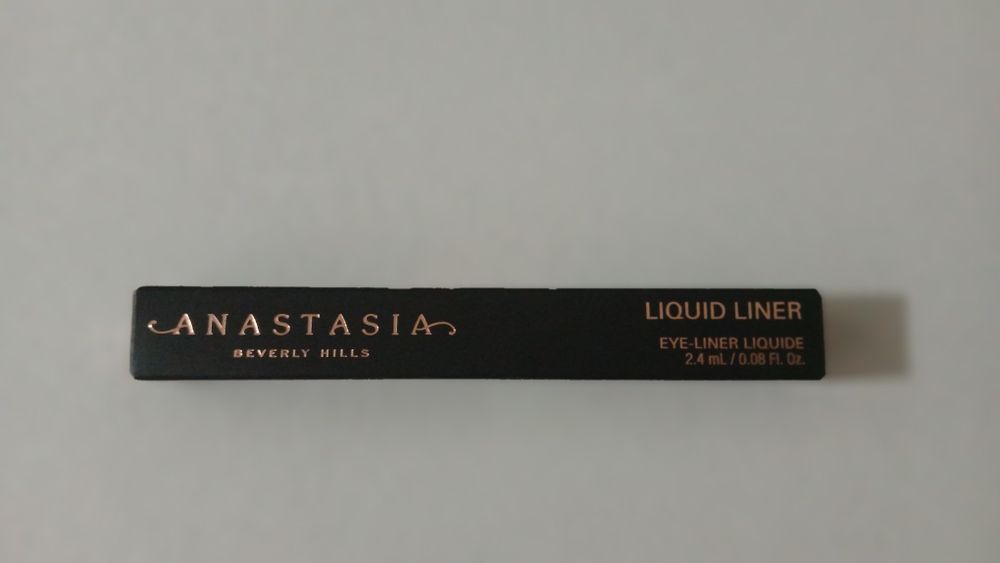 ANASTASIA
BEVERLY HILLS
LIQUID LINER
EYE-LINER LIQUIDE
2.4 mL / 0.08 Fl. Oz.